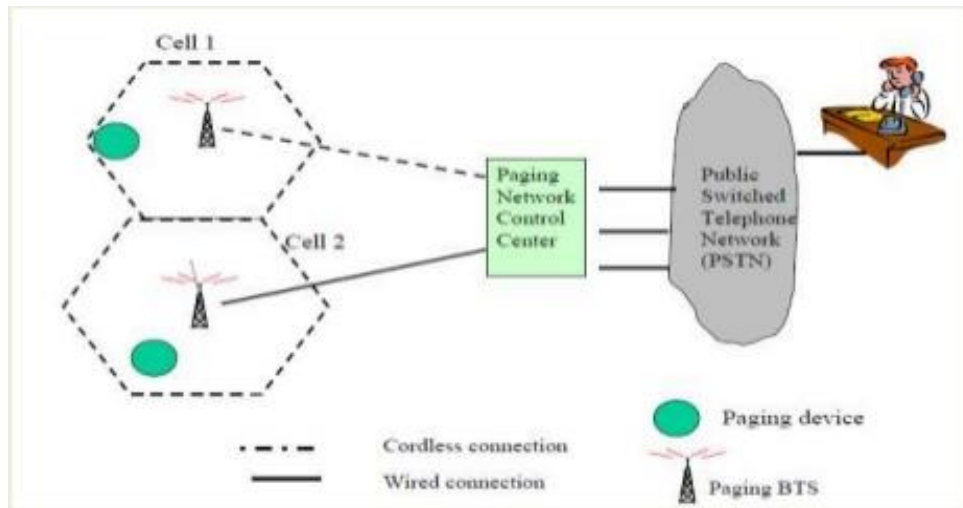 Cell 1
Paging
Network
Control
Center
Public
Switched
Telephone
Network
(PSTN)
Cell 2
Paging device
Cordless connection
Wired connection
Paging BTS